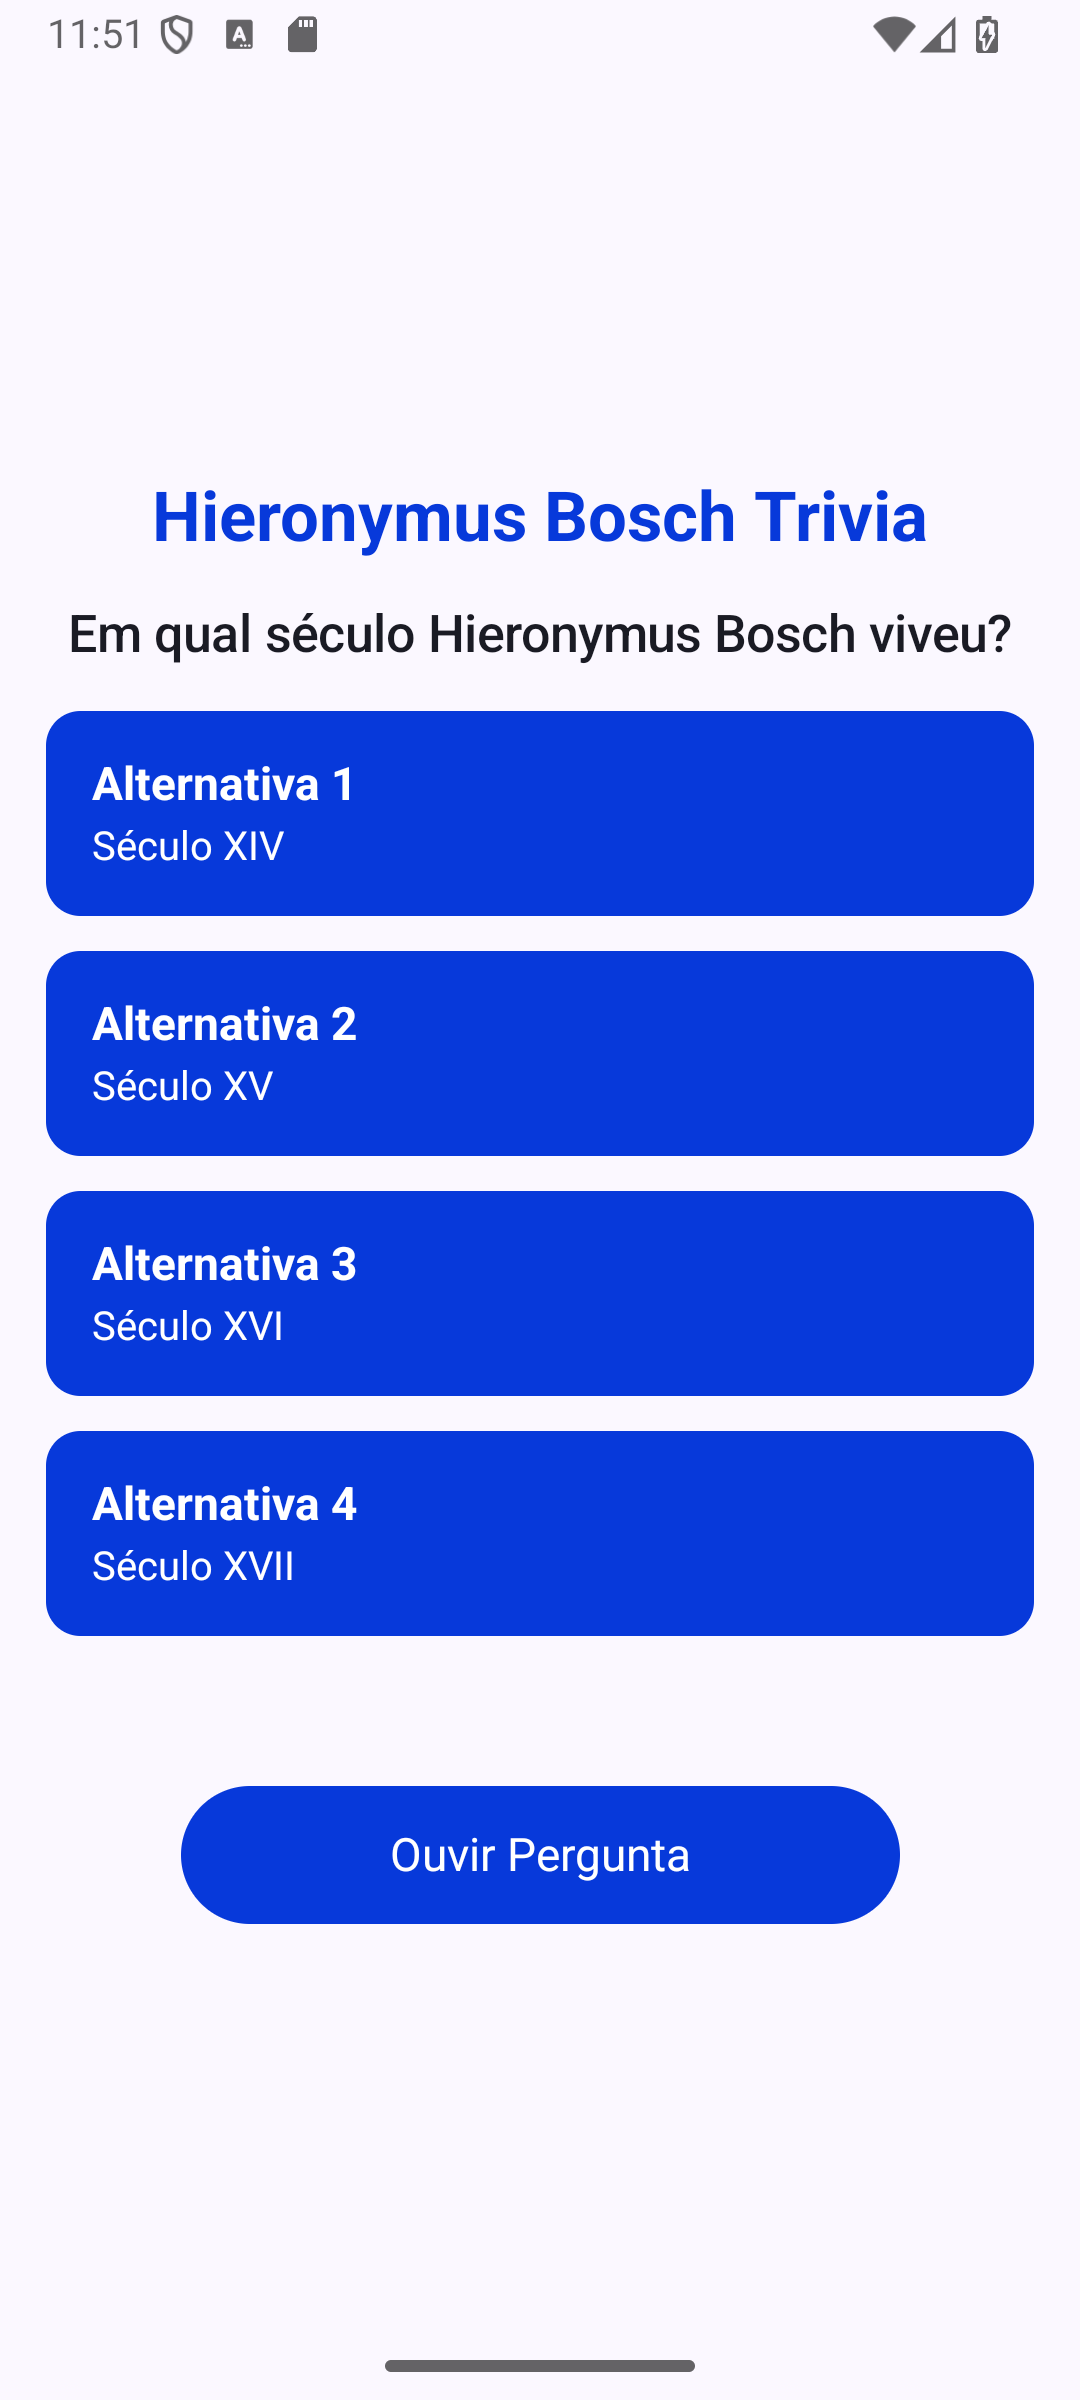 11:51
Hieronymus Bosch Trivia
Em qual século Hieronymus Bosch viveu?
Alternativa 1
Século XIV
Alternativa 2
Século XV
Alternativa 3
Século XVI
Alternativa 4
Século XVII
Ouvir Pergunta